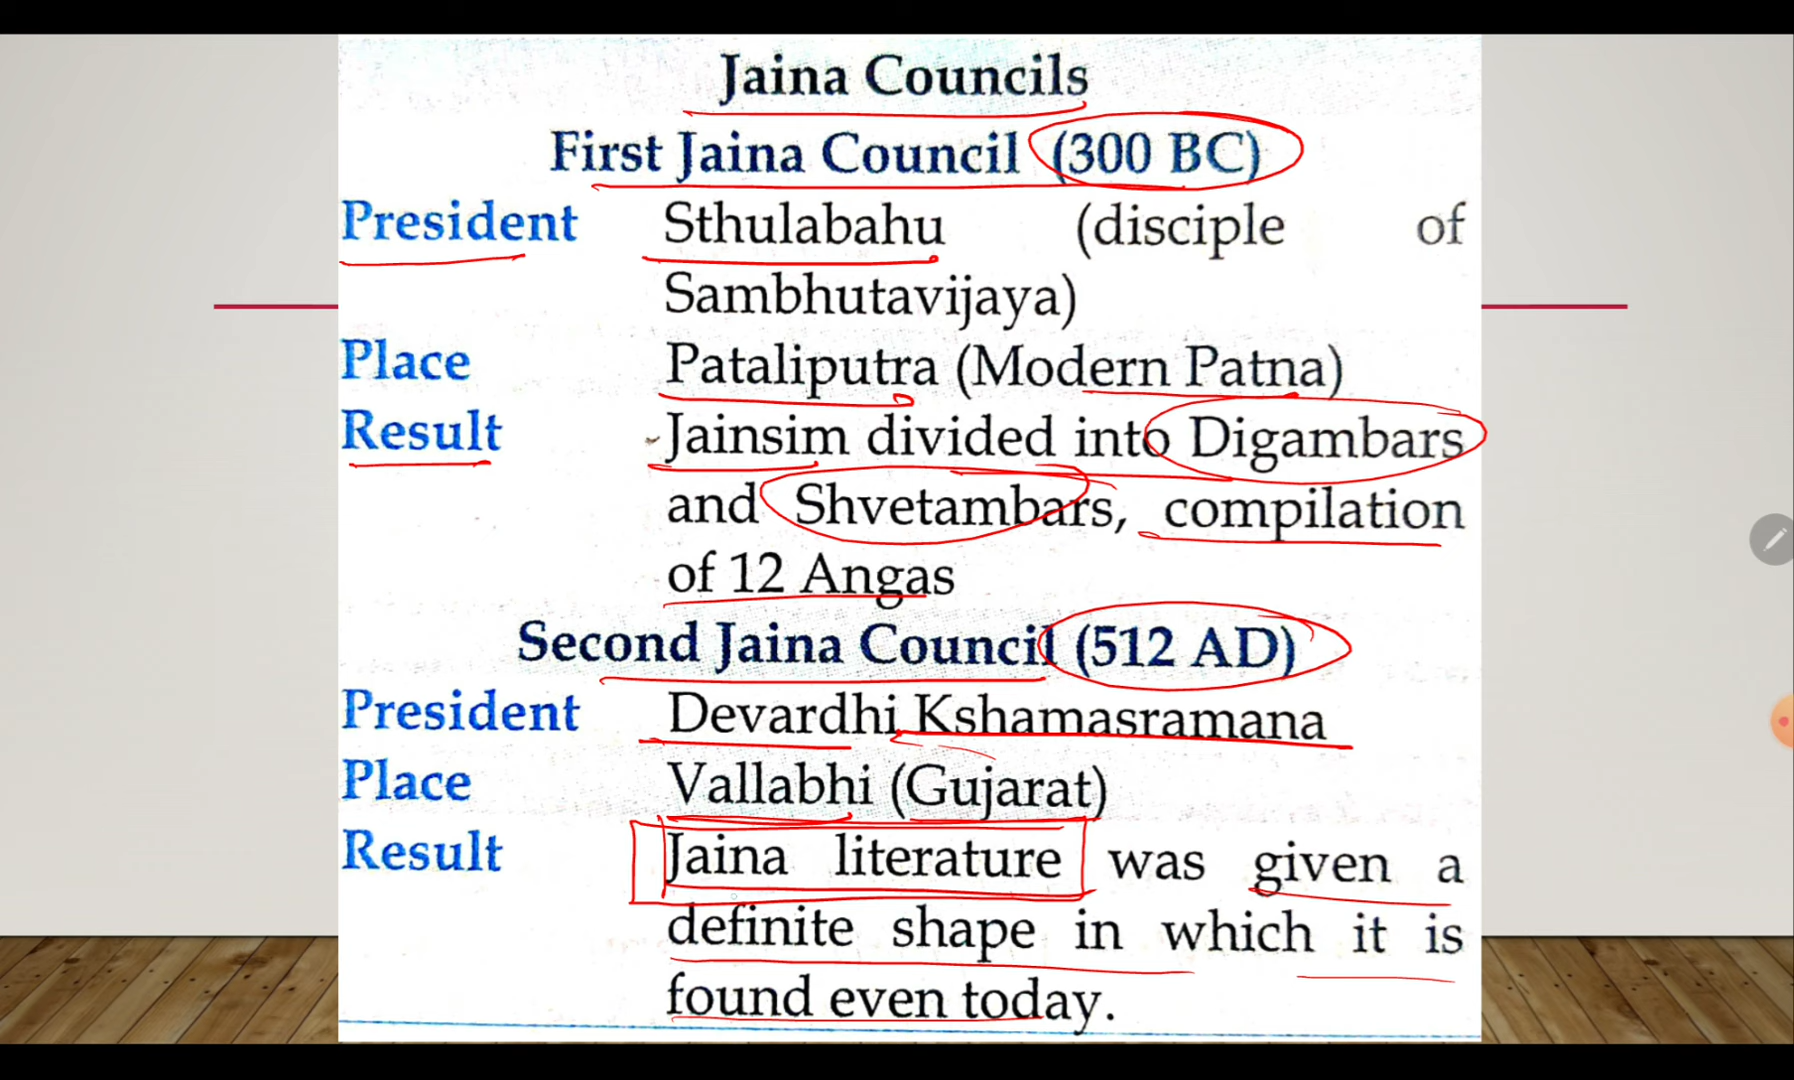 Jaina Councils
First Jaina Council (300 BC)
President Sthulabahu (disciple of
Sambhutavijaya)
Place Pataliputra (Modern Patna)
Result Jainsim divided into Digambars
and Shvetambars, compilation
of 12 Angas
Second Jaina Council (512 AD)
President Devardhi Kshamasramana
Place Vallabhi (Gujarat)
Result Jaina literature was given a
definite shape in which it is
found even today.